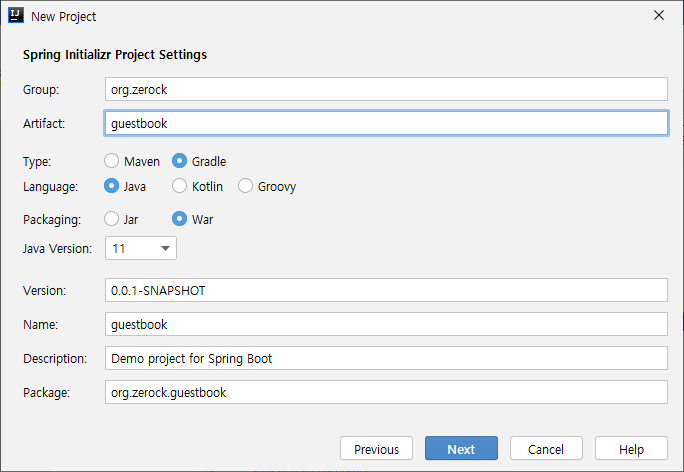 New Project
Spring Initializr Project Settings
Group: org.zerock
Artifact: guestbook
Type: Maven Gradle
Language: Java Kotlin Groovy
Packaging: Jar War
Java Version: 11
Version: 0.0.1-SNAPSHOT
Name: guestbook
Description: Demo project for Spring Boot
Package: org.zerock.guestbook
Previous Next Cancel Help